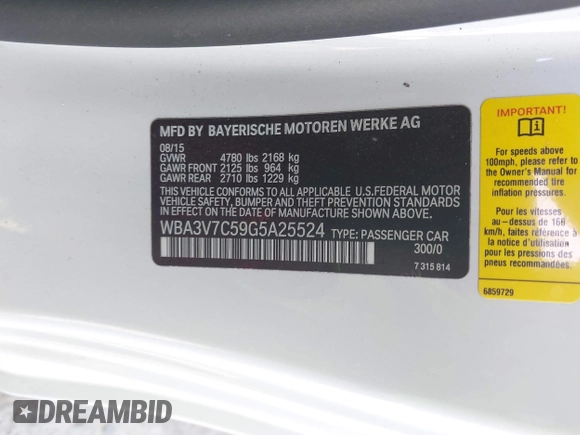 MFD BY BAYERISCHE MOTOREN WERKE AG
08/15
GVWR 4780 lbs 2168 kg
GAWR FRONT 2125 lbs 964 kg
GAWR REAR 2710 lbs 1229 kg
THIS VEHICLE CONFORMS TO ALL APPLICABLE U.S.FEDERAL MOTOR
VEHICLE SAFETY, BUMPER AND THEFT PREVENTION STANDARDS
IN EFFECT ON THE DATE OF MANUFACTURE SHOWN ABOVE.
WBA3V7C59G5A25524 TYPE: PASSENGER CAR
300/0
7 315 814
IMPORTANT!
For speeds above
100mph, please refer to
the Owner's Manual for
recommended tire
inflation pressures.
Pour les vitesses
au-dessus de 160
km/h, faites référence
à l'utilisation du livret
pour les pressions des
pneus recommandée.
6859729
DREAMBID